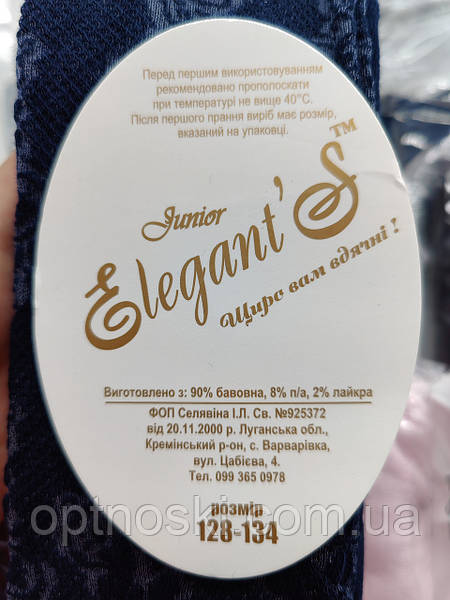 Перед першим використовуванням
рекомендовано прополоскати
при температурі не вище 40°С.
Після першого прання виріб має розмір,
вказаний на упаковці.
Junior
Elegant'S™
Щиро вам вдячні !
Виготовлено з: 90% бавовна, 8% п/а, 2% лайкра
ФОП Селявіна І.Л. Св. №925372
від 20.11.2000 р. Луганська обл.,
Кремінський р-он, с. Варварівка,
вул. Цабієва, 4.
Тел. 099 365 0978
розмір
128-134
optnoski.com.ua